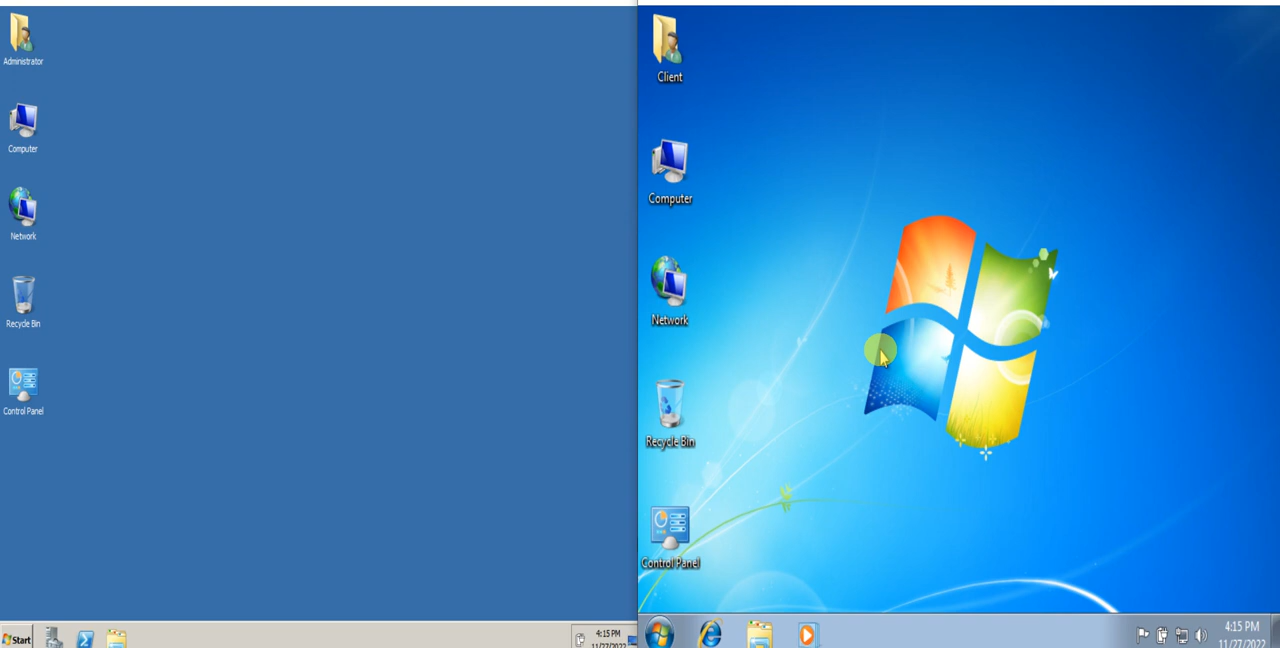 Administrator
Computer
Network
Recycle Bin
Control Panel
Start
4:15 PM
11/27/2022
Client
Computer
Network
Recycle Bin
Control Panel
4:15 PM
11/27/2022